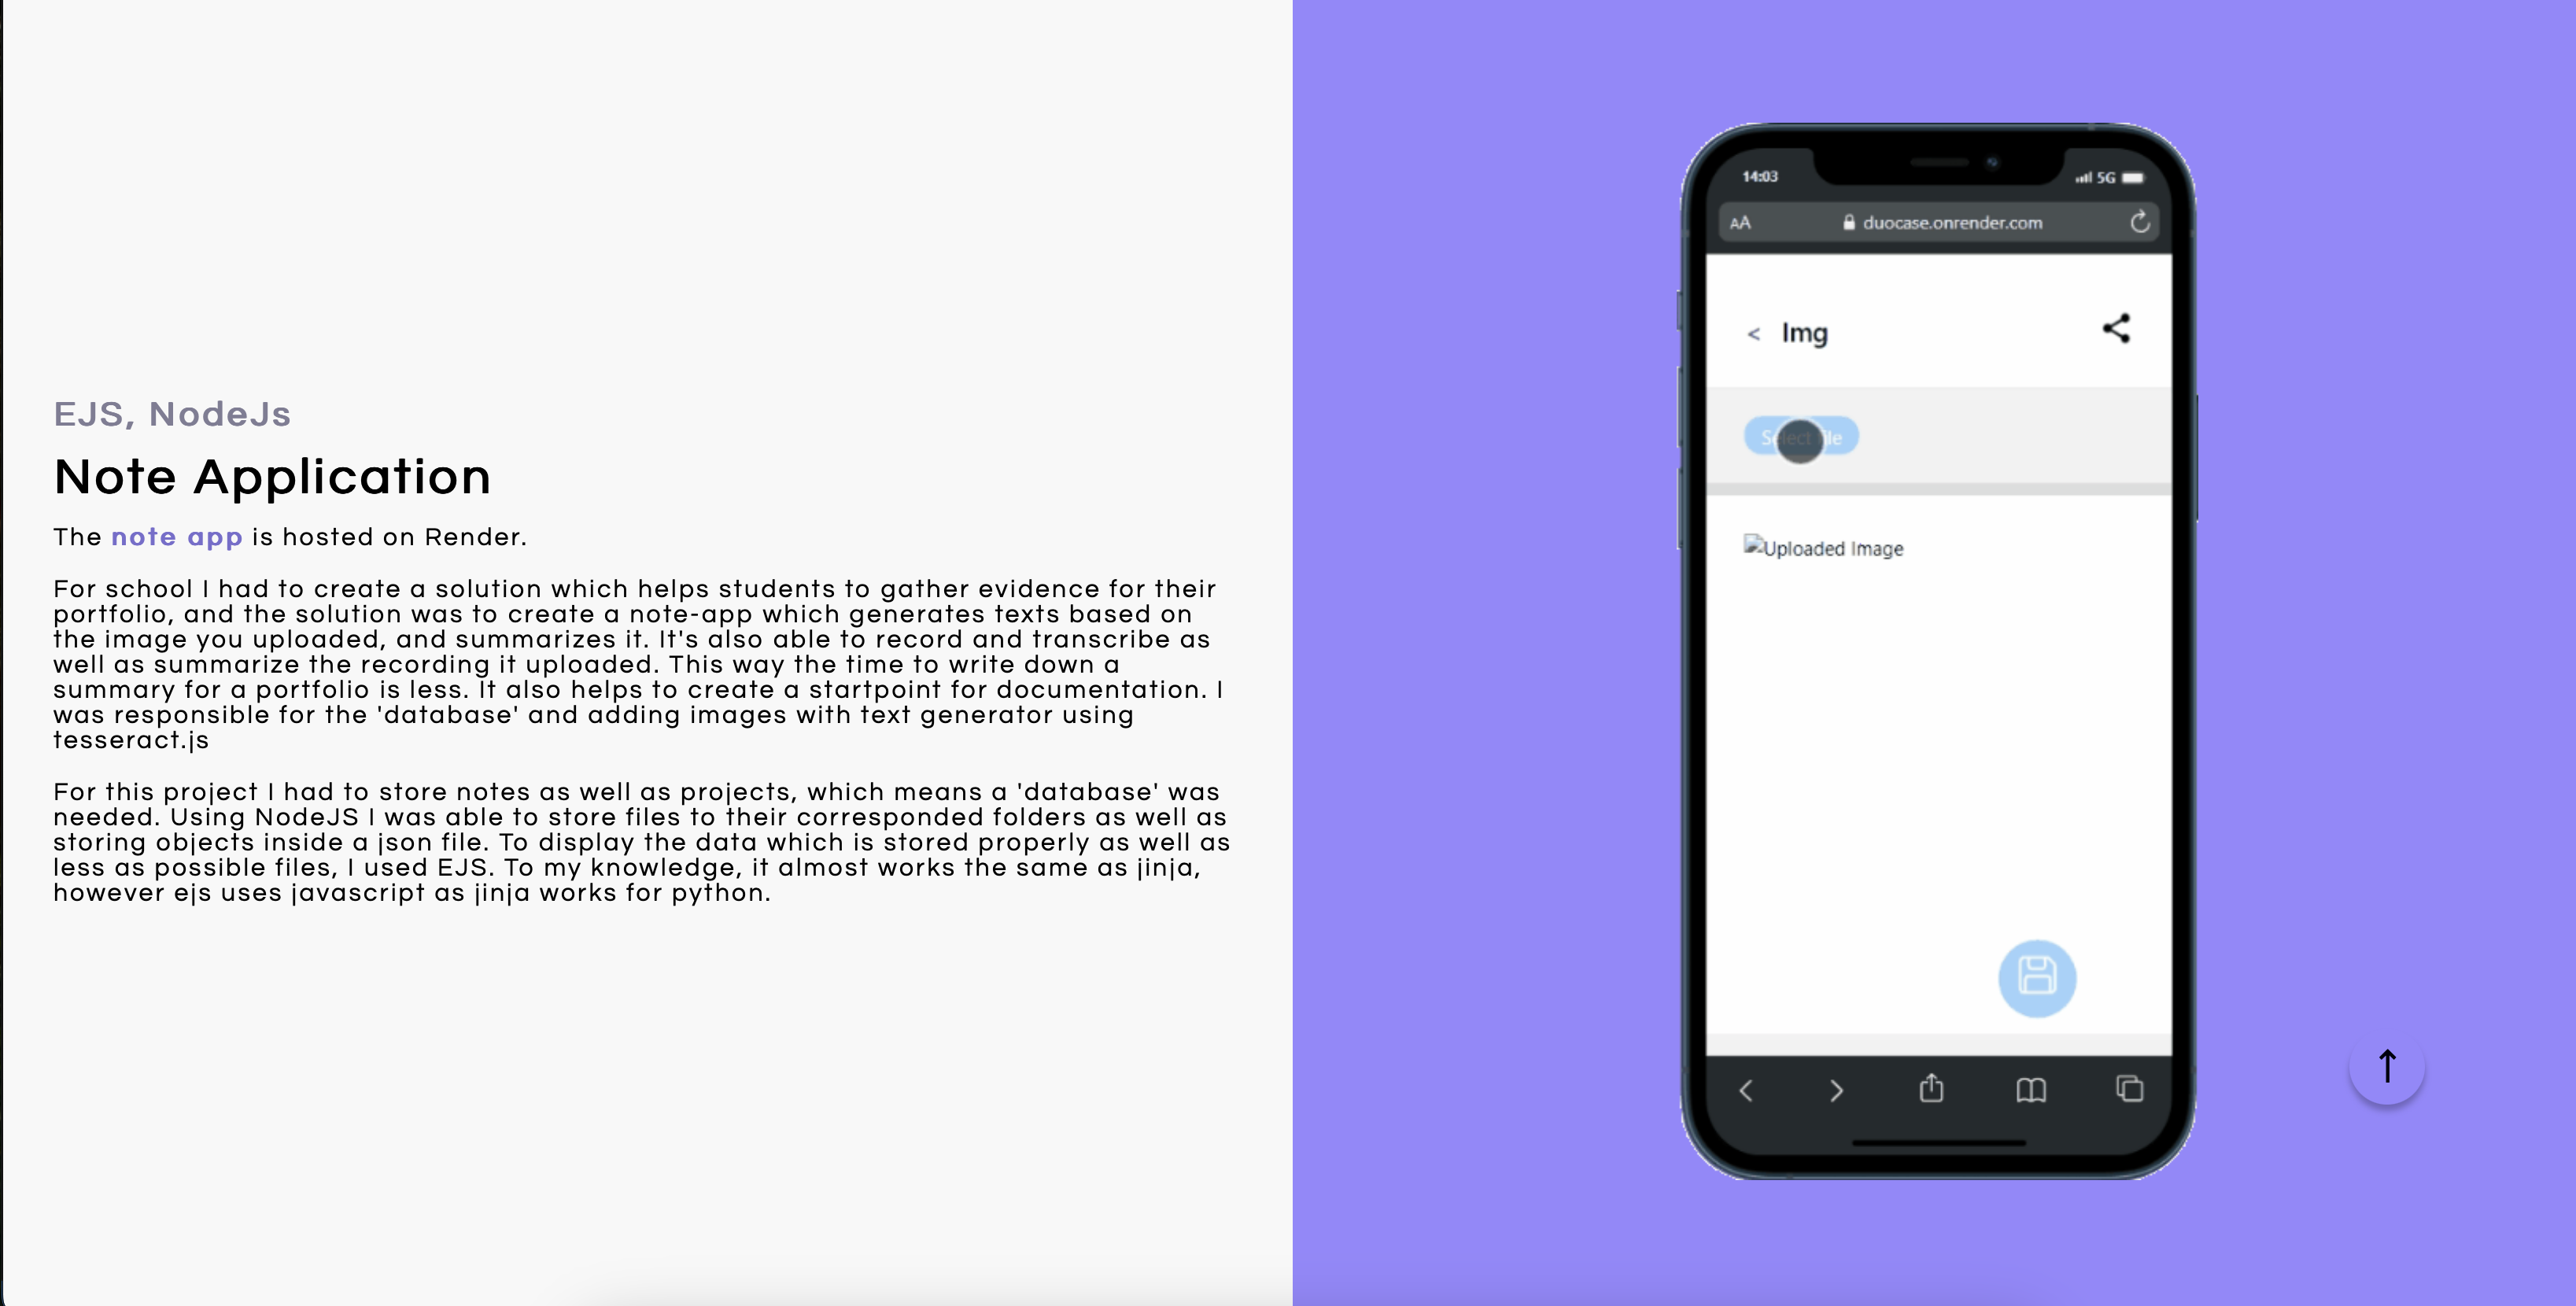 EJS, NodeJs
Note Application
The note app is hosted on Render.
For school I had to create a solution which helps students to gather evidence for their
portfolio, and the solution was to create a note-app which generates texts based on
the image you uploaded, and summarizes it. It's also able to record and transcribe as
well as summarize the recording it uploaded. This way the time to write down a
summary for a portfolio is less. It also helps to create a startpoint for documentation. I
was responsible for the 'database' and adding images with text generator using
tesseract.js
For this project I had to store notes as well as projects, which means a 'database' was
needed. Using NodeJS I was able to store files to their corresponded folders as well as
storing objects inside a json file. To display the data which is stored properly as well as
less as possible files, I used EJS. To my knowledge, it almost works the same as jinja,
however ejs uses javascript as jinja works for python.
14:03
5G
AA
duocase.onrender.com
< Img
Select file
Uploaded Image